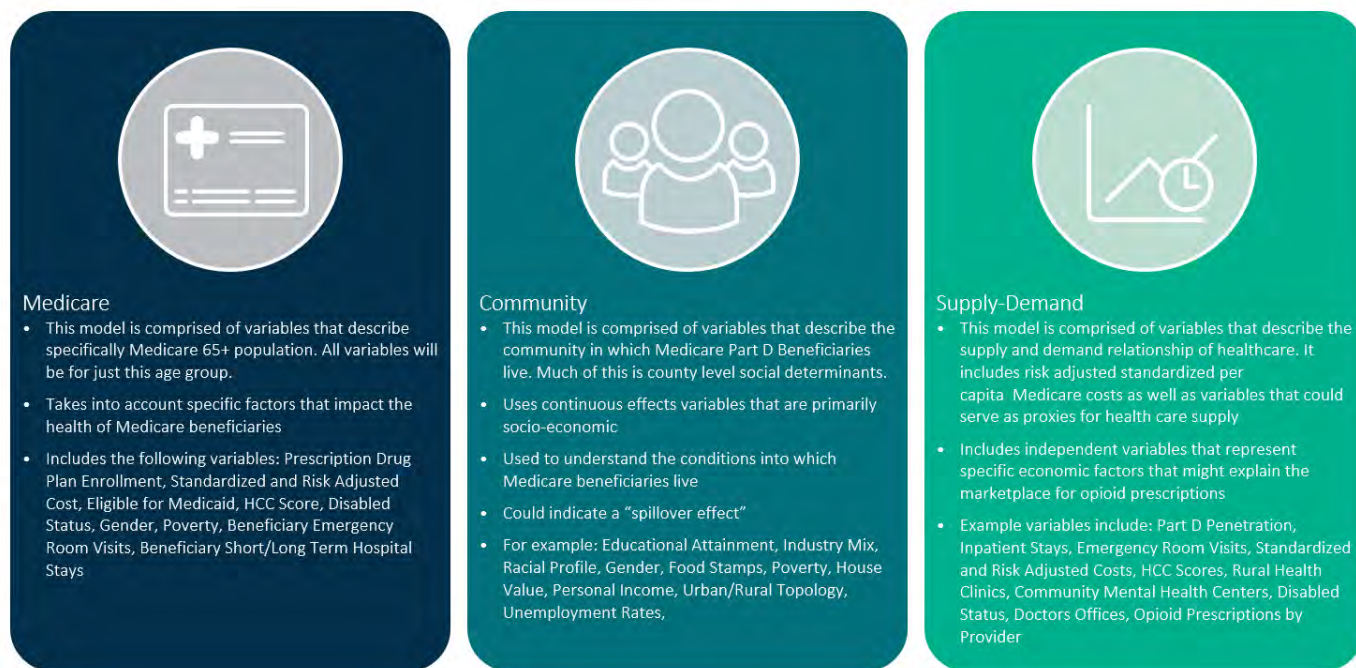 Medicare
• This model is comprised of variables that describe
specifically Medicare 65+ population. All variables will
be for just this age group.
• Takes into account specific factors that impact the
health of Medicare beneficiaries
• Includes the following variables: Prescription Drug
Plan Enrollment, Standardized and Risk Adjusted
Cost, Eligible for Medicaid, HCC Score, Disabled
Status, Gender, Poverty, Beneficiary Emergency
Room Visits, Beneficiary Short/Long Term Hospital
Stays
Community
• This model is comprised of variables that describe the
community in which Medicare Part D Beneficiaries
live. Much of this is county level social determinants.
• Uses continuous effects variables that are primarily
socio-economic
• Used to understand the conditions into which
Medicare beneficiaries live
• Could indicate a “spillover effect”
• For example: Educational Attainment, Industry Mix,
Racial Profile, Gender, Food Stamps, Poverty, House
Value, Personal Income, Urban/Rural Topology,
Unemployment Rates,
Supply-Demand
• This model is comprised of variables that describe the
supply and demand relationship of healthcare. It
includes risk adjusted standardized per
capita Medicare costs as well as variables that could
serve as proxies for health care supply
• Includes independent variables that represent
specific economic factors that might explain the
marketplace for opioid prescriptions
• Example variables include: Part D Penetration,
Inpatient Stays, Emergency Room Visits, Standardized
and Risk Adjusted Costs, HCC Scores, Rural Health
Clinics, Community Mental Health Centers, Disabled
Status, Doctors Offices, Opioid Prescriptions by
Provider